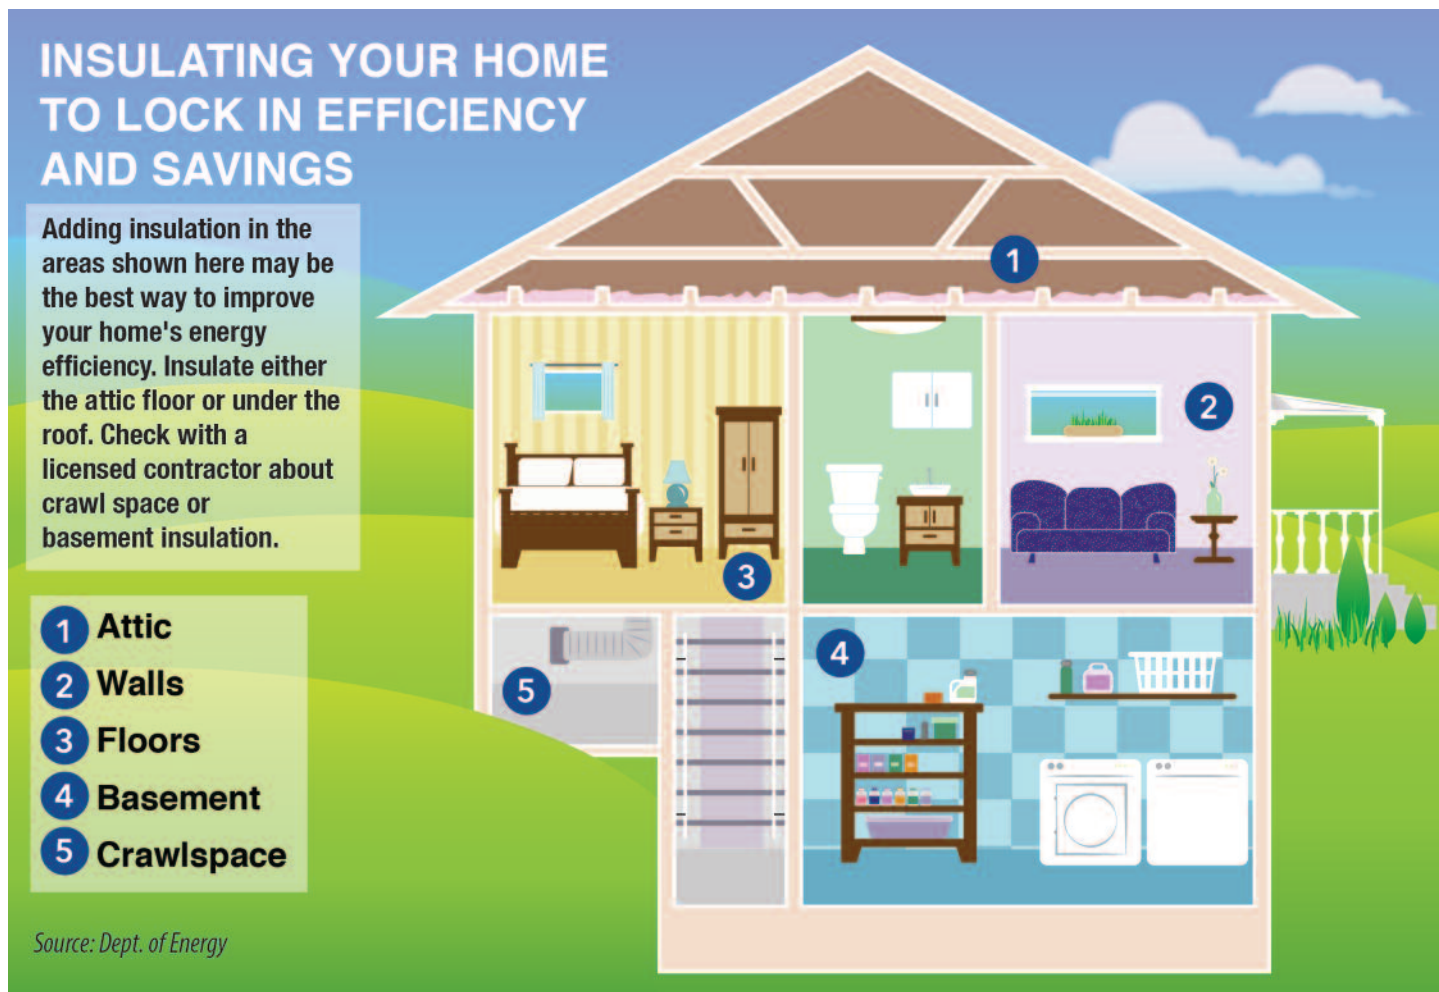 INSULATING YOUR HOME
TO LOCK IN EFFICIENCY
AND SAVINGS
Adding insulation in the
areas shown here may be
the best way to improve
your home's energy
efficiency. Insulate either
the attic floor or under the
roof. Check with a
licensed contractor about
crawl space or
basement insulation.
1 Attic
2 Walls
3 Floors
4 Basement
5 Crawlspace
Source: Dept. of Energy
1
2
3
4
5